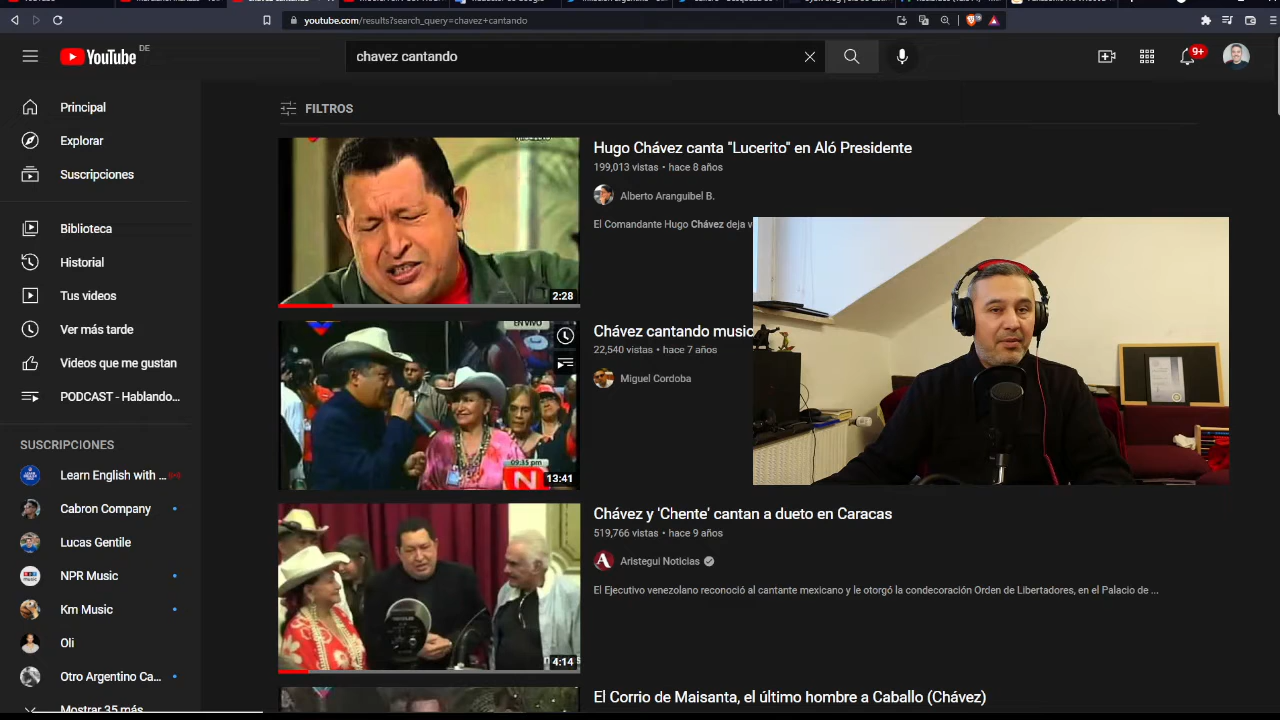 youtube.com/results?search_query=chavez+cantando
YouTube DE
chavez cantando
9+
Principal
Explorar
Suscripciones
Biblioteca
Historial
Tus videos
Ver más tarde
Videos que me gustan
PODCAST - Hablando...
SUSCRIPCIONES
Learn English with ...
Cabron Company
Lucas Gentile
NPR Music
Km Music
Oli
Otro Argentino Ca...
Mostrar 35 más
FILTROS
2:28
Hugo Chávez canta "Lucerito" en Aló Presidente
199,013 vistas • hace 8 años
Alberto Aranguibel B.
El Comandante Hugo Chávez deja v
EN VIVO
09:35 pm
N
13:41
Chávez cantando music
22,540 vistas • hace 7 años
Miguel Cordoba
4:14
Chávez y 'Chente' cantan a dueto en Caracas
519,766 vistas • hace 9 años
A Aristegui Noticias
El Ejecutivo venezolano reconoció al cantante mexicano y le otorgó la condecoración Orden de Libertadores, en el Palacio de ...
El Corrio de Maisanta, el último hombre a Caballo (Chávez)